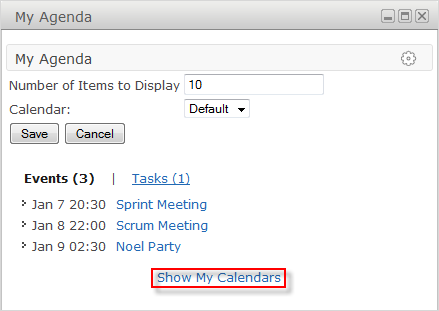 My Agenda
My Agenda
Number of Items to Display 10
Calendar: Default
Save Cancel
Events (3) | Tasks (1)
Jan 7 20:30 Sprint Meeting
Jan 8 22:00 Scrum Meeting
Jan 9 02:30 Noel Party
Show My Calendars